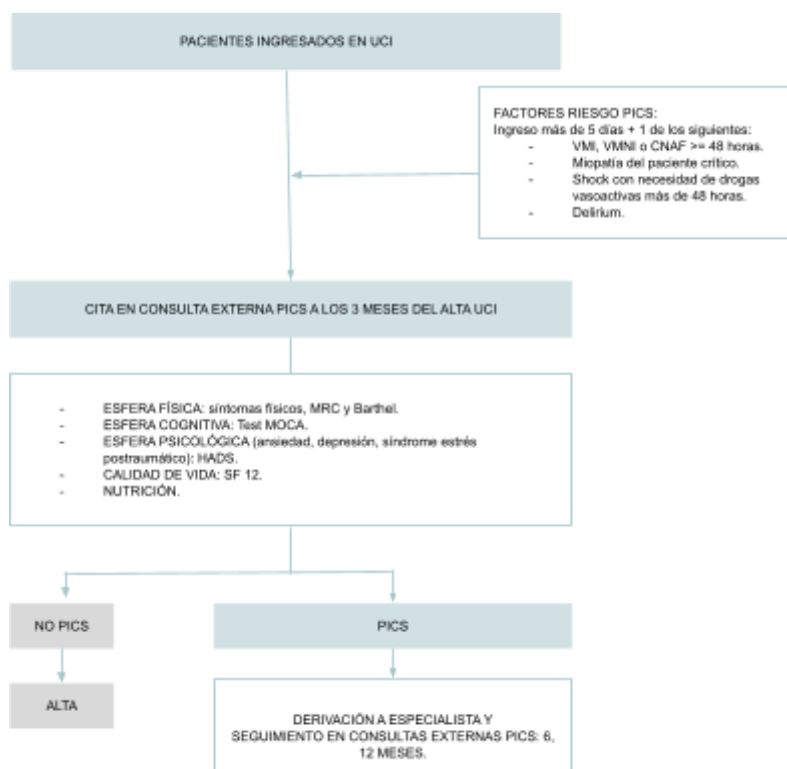 PACIENTES INGRESADOS EN UCI
FACTORES RIESGO PICS:
Ingreso más de 5 días + 1 de los siguientes:
- VMI, VMNI o CNAF >= 48 horas.
- Miopatía del paciente crítico.
- Shock con necesidad de drogas
vasoactivas más de 48 horas.
- Delirium.
CITA EN CONSULTA EXTERNA PICS A LOS 3 MESES DEL ALTA UCI
- ESFERA FÍSICA: síntomas físicos, MRC y Barthel.
- ESFERA COGNITIVA: Test MOCA.
- ESFERA PSICOLÓGICA (ansiedad, depresión, síndrome estrés
postraumático): HADS.
- CALIDAD DE VIDA: SF 12.
- NUTRICIÓN.
NO PICS
PICS
ALTA
DERIVACIÓN A ESPECIALISTA Y
SEGUIMIENTO EN CONSULTAS EXTERNAS PICS: 6,
12 MESES.